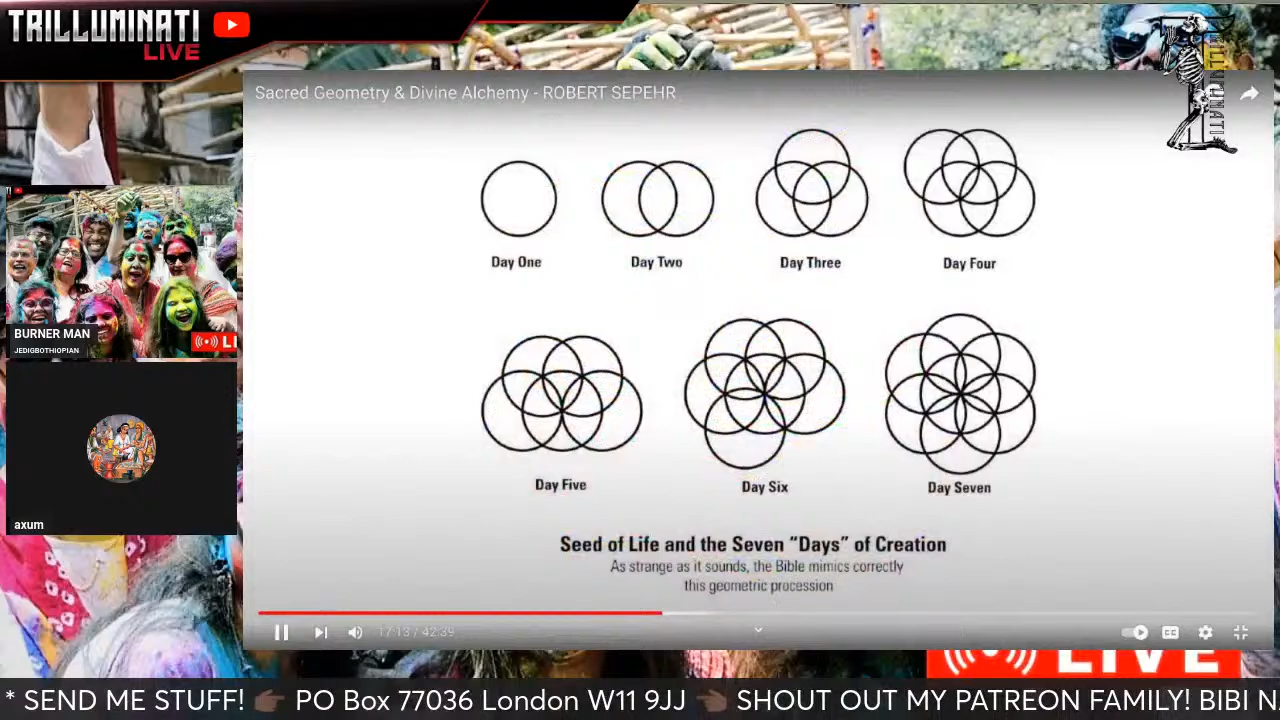 TRILLUMINATI
LIVE
Sacred Geometry & Divine Alchemy - ROBERT SEPEHR
TRILLUMINATI
Day One
Day Two
Day Three
Day Four
Day Five
Day Six
Day Seven
Seed of Life and the Seven “Days” of Creation
As strange as it sounds, the Bible mimics correctly
this geometric procession
17:13 / 42:39
CC
BURNER MAN
JEDIGBOTHIOPIAN
LI
axum
LIVE
* SEND ME STUFF! PO Box 77036 London W11 9JJ SHOUT OUT MY PATREON FAMILY! BIBI